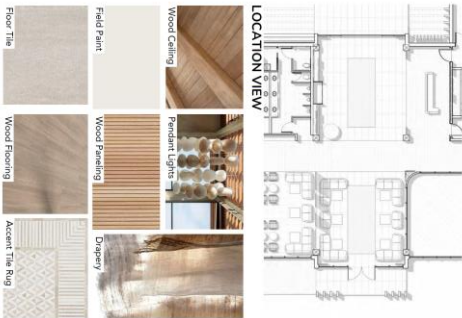 LOCATION VIEW
Wood Ceiling
Pendant Lights
Drapery
Field Paint
Wood Paneling
Floor Tile
Wood Flooring
Accent Tile Rug